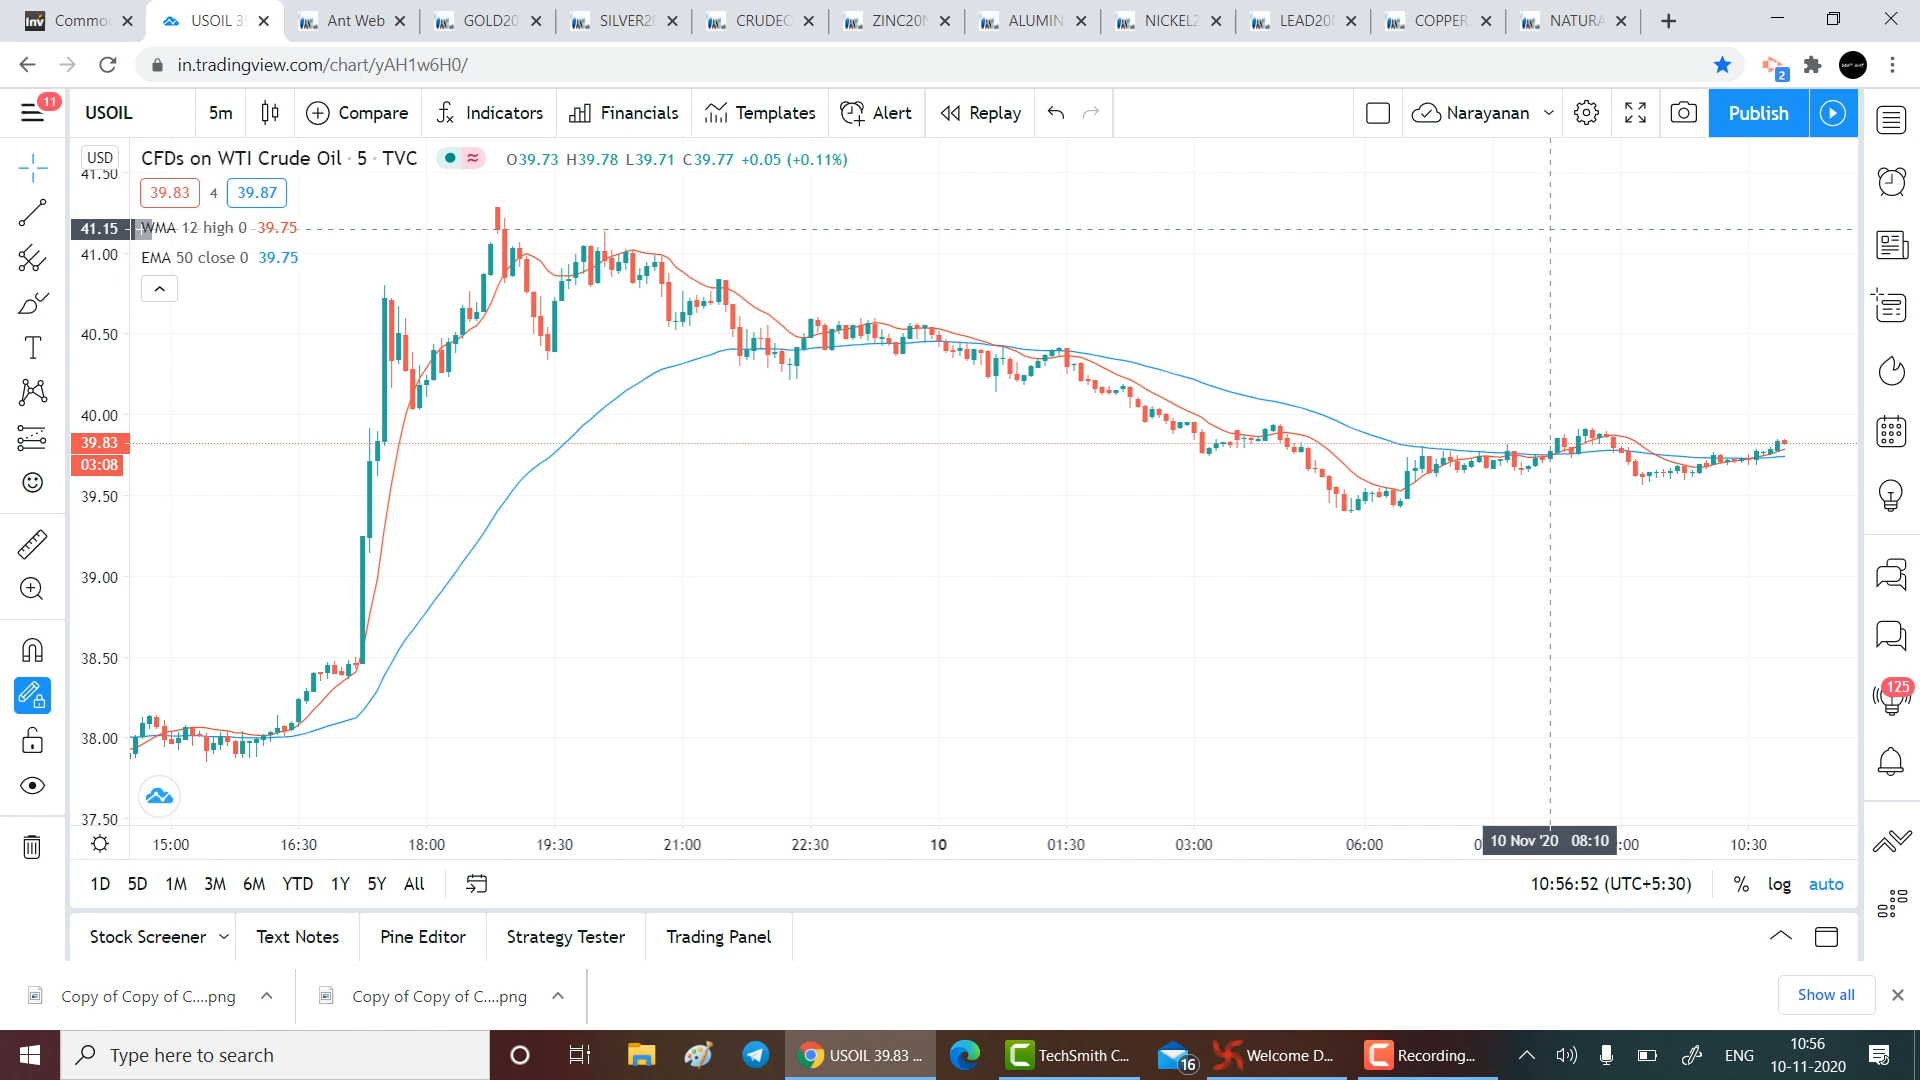 Commo
USOIL 39
Ant Web
GOLD20
SILVER20
CRUDEO
ZINC20N
ALUMIN
NICKEL2
LEAD20
COPPER
NATURA
in.tradingview.com/chart/yAH1w6H0/
2
11
USOIL
5m
Compare
Indicators
Financials
Templates
Alert
Replay
Narayanan
Publish
USD
CFDs on WTI Crude Oil · 5 · TVC
O39.73 H39.78 L39.71 C39.77 +0.05 (+0.11%)
39.83 4 39.87
WMA 12 high 0 39.75
EMA 50 close 0 39.75
41.50
41.15
41.00
40.50
40.00
39.83
03:08
39.50
39.00
38.50
38.00
37.50
125
15:00
16:30
18:00
19:30
21:00
22:30
10
01:30
03:00
06:00
10 Nov '20 08:10
:00
10:30
1D 5D 1M 3M 6M YTD 1Y 5Y All
10:56:52 (UTC+5:30)
%
log
auto
Stock Screener
Text Notes
Pine Editor
Strategy Tester
Trading Panel
Copy of Copy of C....png
Copy of Copy of C....png
Show all
Type here to search
USOIL 39.83 ...
TechSmith C...
16
Welcome D...
Recording...
ENG
10:56
10-11-2020